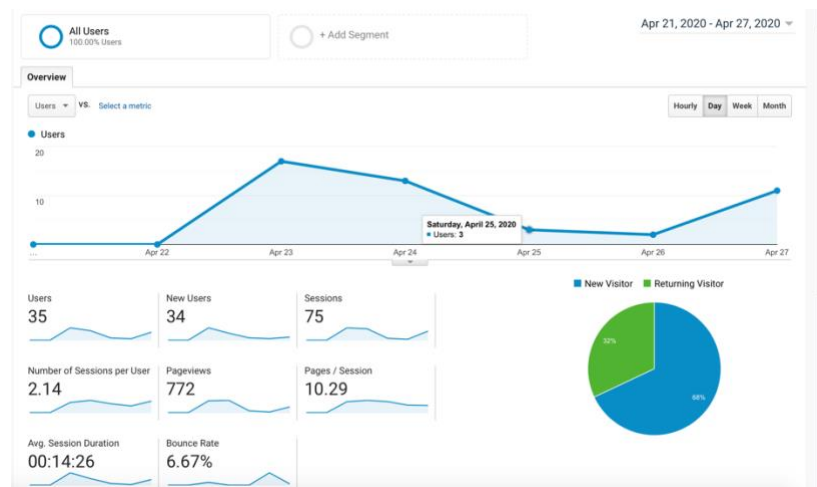 All Users
100.00% Users
+ Add Segment
Apr 21, 2020 - Apr 27, 2020
Overview
Users VS. Select a metric
Hourly Day Week Month
Users
20
10
Saturday, April 25, 2020
Users: 3
... Apr 22 Apr 23 Apr 24 Apr 25 Apr 26 Apr 27
New Visitor Returning Visitor
Users New Users Sessions
35 34 75
32%
Number of Sessions per User Pageviews Pages / Session
2.14 772 10.29
68%
Avg. Session Duration Bounce Rate
00:14:26 6.67%